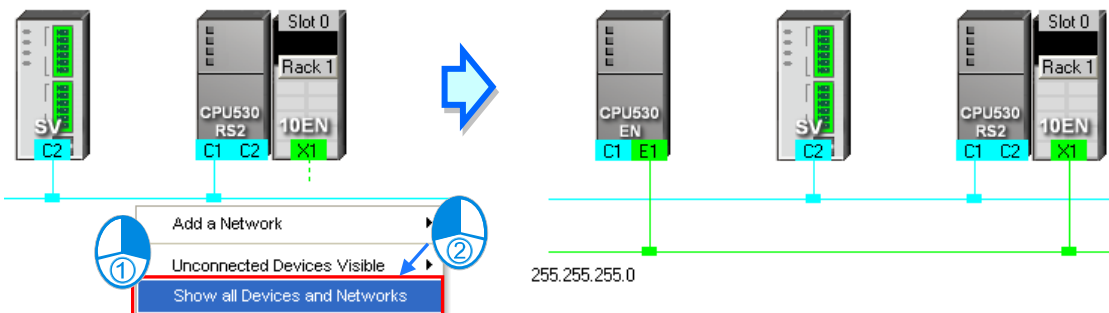 Slot 0
Rack 1
SV
C2
CPU530
RS2
C1 C2
10EN
X1
Add a Network
Unconnected Devices Visible
Show all Devices and Networks
①
②
CPU530
EN
C1 E1
SV
C2
CPU530
RS2
C1 C2
Slot 0
Rack 1
10EN
X1
255.255.255.0